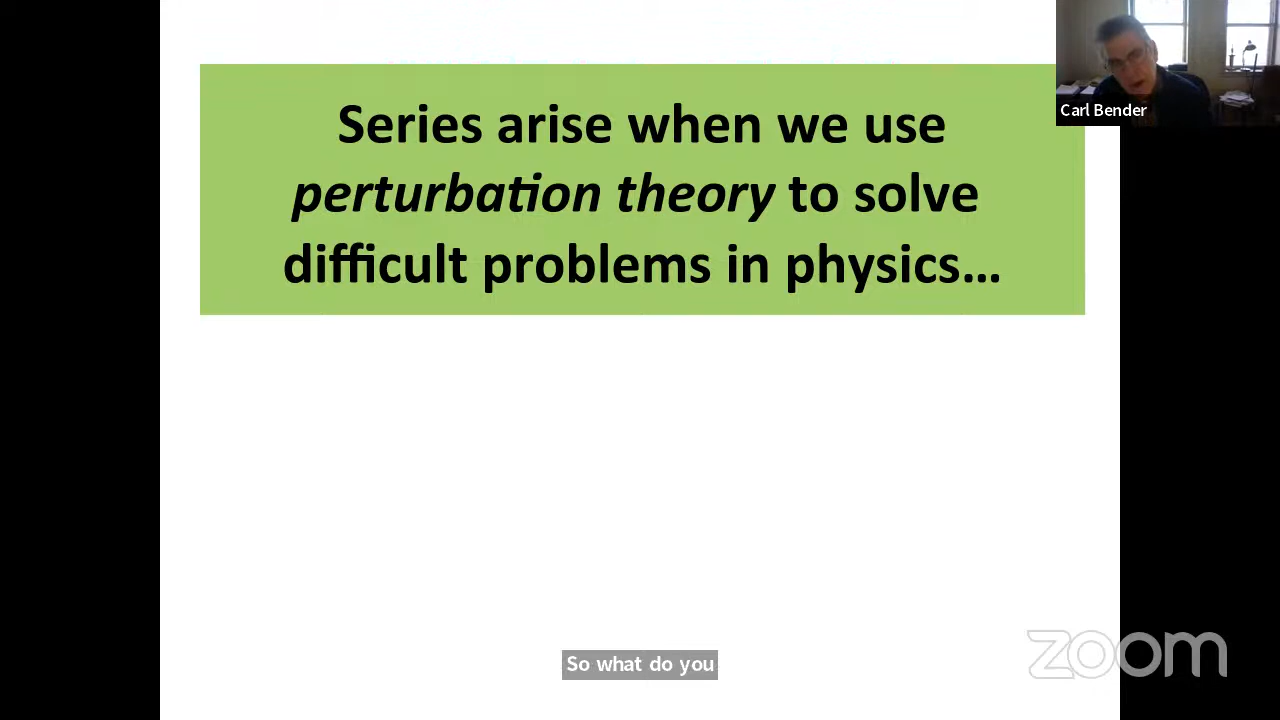 Series arise when we use
perturbation theory to solve
difficult problems in physics…
Carl Bender
So what do you
zoom